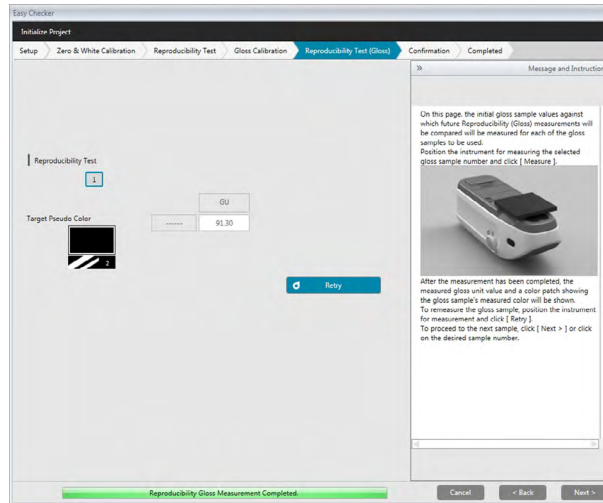 Easy Checker
Initialize Project
Setup Zero & White Calibration Reproducibility Test Gloss Calibration Reproducibility Test (Gloss) Confirmation Completed
» Message and Instruction
Reproducibility Test
1
GU
Target Pseudo Color
------ 91.30
2
Retry
On this page, the initial gloss sample values against
which future Reproducibility (Gloss) measurements will
be compared will be measured for each of the gloss
samples to be used.
Position the instrument for measuring the selected
gloss sample number and click [ Measure ].
After the measurement has been completed, the
measured gloss unit value and a color patch showing
the gloss sample's measured color will be shown.
To remeasure the gloss sample, position the instrument
for measurement and click [ Retry ].
To proceed to the next sample, click [ Next > ] or click
on the desired sample number.
Reproducibility Gloss Measurement Completed.
Cancel < Back Next >